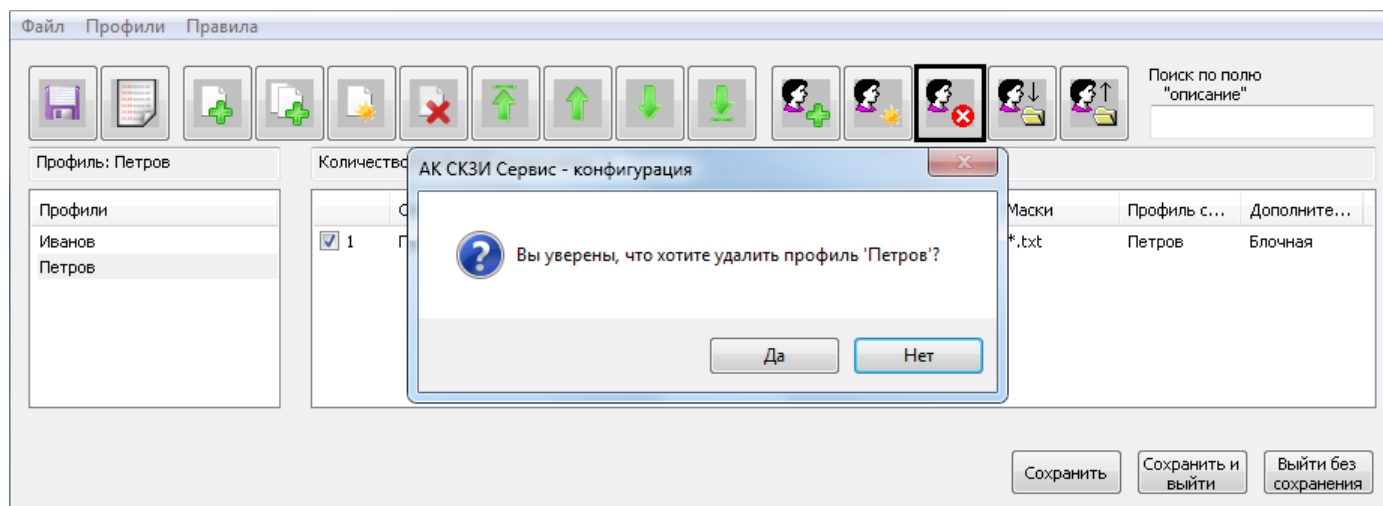 Файл Профили Правила
Поиск по полю
"описание"
Профиль: Петров
АК СКЗИ Сервис - конфигурация
Профили
Маски Профиль с... Дополните...
Иванов
1 *.txt Петров Блочная
Петров
Вы уверены, что хотите удалить профиль 'Петров'?
Да Нет
Сохранить
Сохранить и
выйти
Выйти без
сохранения